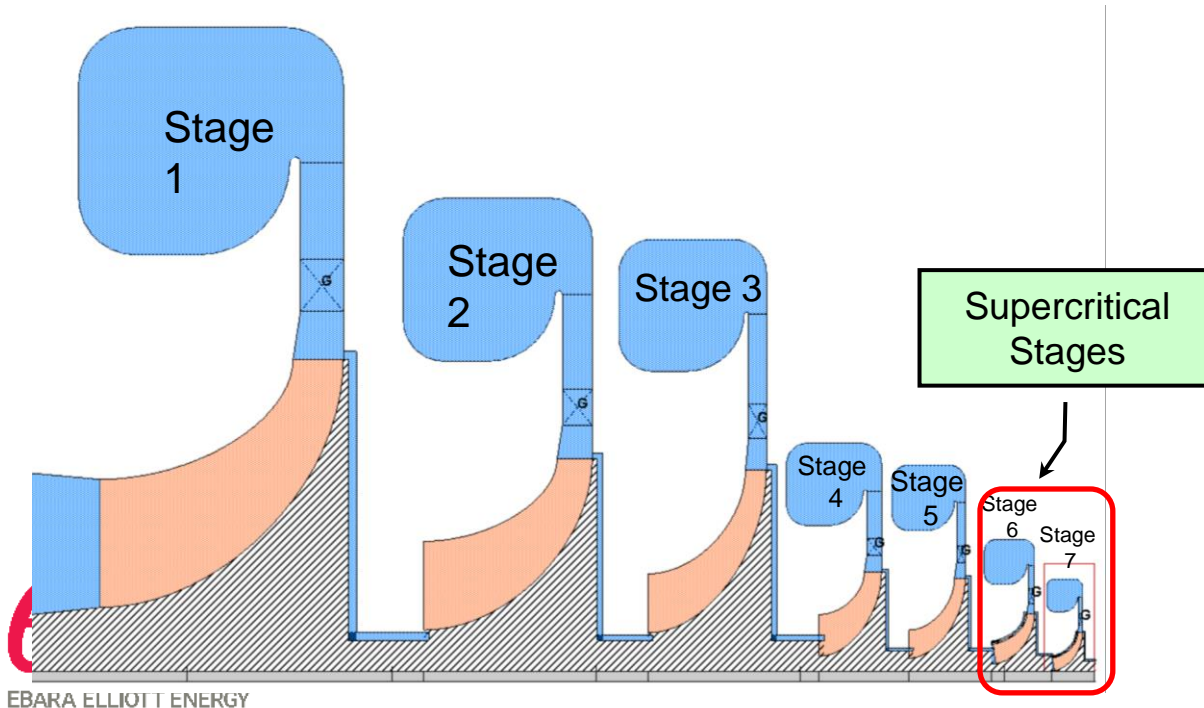 Stage
1
Stage
2
Stage 3
Stage
4
Stage
5
Stage
6
Stage
7
Supercritical
Stages
G
G
G
G
G
G
G
EBARA ELLIOTT ENERGY